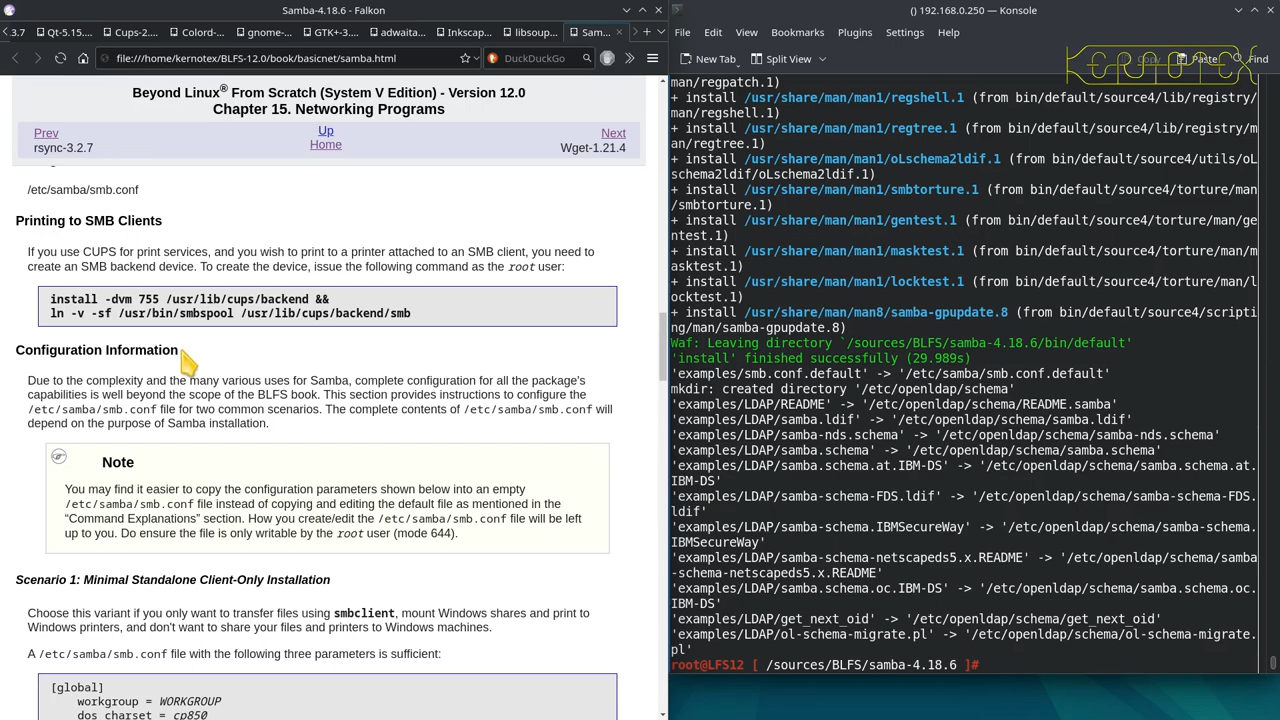 Samba-4.18.6 - Falkon
3.7
Qt-5.15....
Cups-2....
Colord-...
gnome-...
GTK+-3....
adwaita...
Inkscap...
libsoup...
Sam...
file:///home/kernotex/BLFS-12.0/book/basicnet/samba.html
DuckDuckGo
Beyond Linux® From Scratch (System V Edition) - Version 12.0
Chapter 15. Networking Programs
Prev
Up
Next
rsync-3.2.7
Home
Wget-1.21.4
/etc/samba/smb.conf
Printing to SMB Clients
If you use CUPS for print services, and you wish to print to a printer attached to an SMB client, you need to
create an SMB backend device. To create the device, issue the following command as the root user:
install -dvm 755 /usr/lib/cups/backend &&
ln -v -sf /usr/bin/smbspool /usr/lib/cups/backend/smb
Configuration Information
Due to the complexity and the many various uses for Samba, complete configuration for all the package's
capabilities is well beyond the scope of the BLFS book. This section provides instructions to configure the
/etc/samba/smb.conf file for two common scenarios. The complete contents of /etc/samba/smb.conf will
depend on the purpose of Samba installation.
Note
You may find it easier to copy the configuration parameters shown below into an empty
/etc/samba/smb.conf file instead of copying and editing the default file as mentioned in the
“Command Explanations” section. How you create/edit the /etc/samba/smb.conf file will be left
up to you. Do ensure the file is only writable by the root user (mode 644).
Scenario 1: Minimal Standalone Client-Only Installation
Choose this variant if you only want to transfer files using smbclient, mount Windows shares and print to
Windows printers, and don't want to share your files and printers to Windows machines.
A /etc/samba/smb.conf file with the following three parameters is sufficient:
[global]
workgroup = WORKGROUP
dos charset = cp850
() 192.168.0.250 — Konsole
File Edit View Bookmarks Plugins Settings Help
New Tab
Split View
Copy
Paste
Find
KERNOTEX
man/regpatch.1)
+ install /usr/share/man/man1/regshell.1 (from bin/default/source4/lib/registry/
man/regshell.1)
+ install /usr/share/man/man1/regtree.1 (from bin/default/source4/lib/registry/m
an/regtree.1)
+ install /usr/share/man/man1/oLschema2ldif.1 (from bin/default/source4/utils/oL
schema2ldif/oLschema2ldif.1)
+ install /usr/share/man/man1/smbtorture.1 (from bin/default/source4/torture/man
/smbtorture.1)
+ install /usr/share/man/man1/gentest.1 (from bin/default/source4/torture/man/ge
ntest.1)
+ install /usr/share/man/man1/masktest.1 (from bin/default/source4/torture/man/m
asktest.1)
+ install /usr/share/man/man1/locktest.1 (from bin/default/source4/torture/man/l
ocktest.1)
+ install /usr/share/man/man8/samba-gpupdate.8 (from bin/default/source4/scripti
ng/man/samba-gpupdate.8)
Waf: Leaving directory `/sources/BLFS/samba-4.18.6/bin/default'
'install' finished successfully (29.989s)
'examples/smb.conf.default' -> '/etc/samba/smb.conf.default'
mkdir: created directory '/etc/openldap/schema'
'examples/LDAP/README' -> '/etc/openldap/schema/README.samba'
'examples/LDAP/samba.ldif' -> '/etc/openldap/schema/samba.ldif'
'examples/LDAP/samba-nds.schema' -> '/etc/openldap/schema/samba-nds.schema'
'examples/LDAP/samba.schema' -> '/etc/openldap/schema/samba.schema'
'examples/LDAP/samba.schema.at.IBM-DS' -> '/etc/openldap/schema/samba.schema.at.
IBM-DS'
'examples/LDAP/samba-schema-FDS.ldif' -> '/etc/openldap/schema/samba-schema-FDS.
ldif'
'examples/LDAP/samba-schema.IBMSecureWay' -> '/etc/openldap/schema/samba-schema.
IBMSecureWay'
'examples/LDAP/samba-schema-netscapeds5.x.README' -> '/etc/openldap/schema/samba
-schema-netscapeds5.x.README'
'examples/LDAP/samba.schema.oc.IBM-DS' -> '/etc/openldap/schema/samba.schema.oc.
IBM-DS'
'examples/LDAP/get_next_oid' -> '/etc/openldap/schema/get_next_oid'
'examples/LDAP/ol-schema-migrate.pl' -> '/etc/openldap/schema/ol-schema-migrate.
pl'
root@LFS12 [ /sources/BLFS/samba-4.18.6 ]#